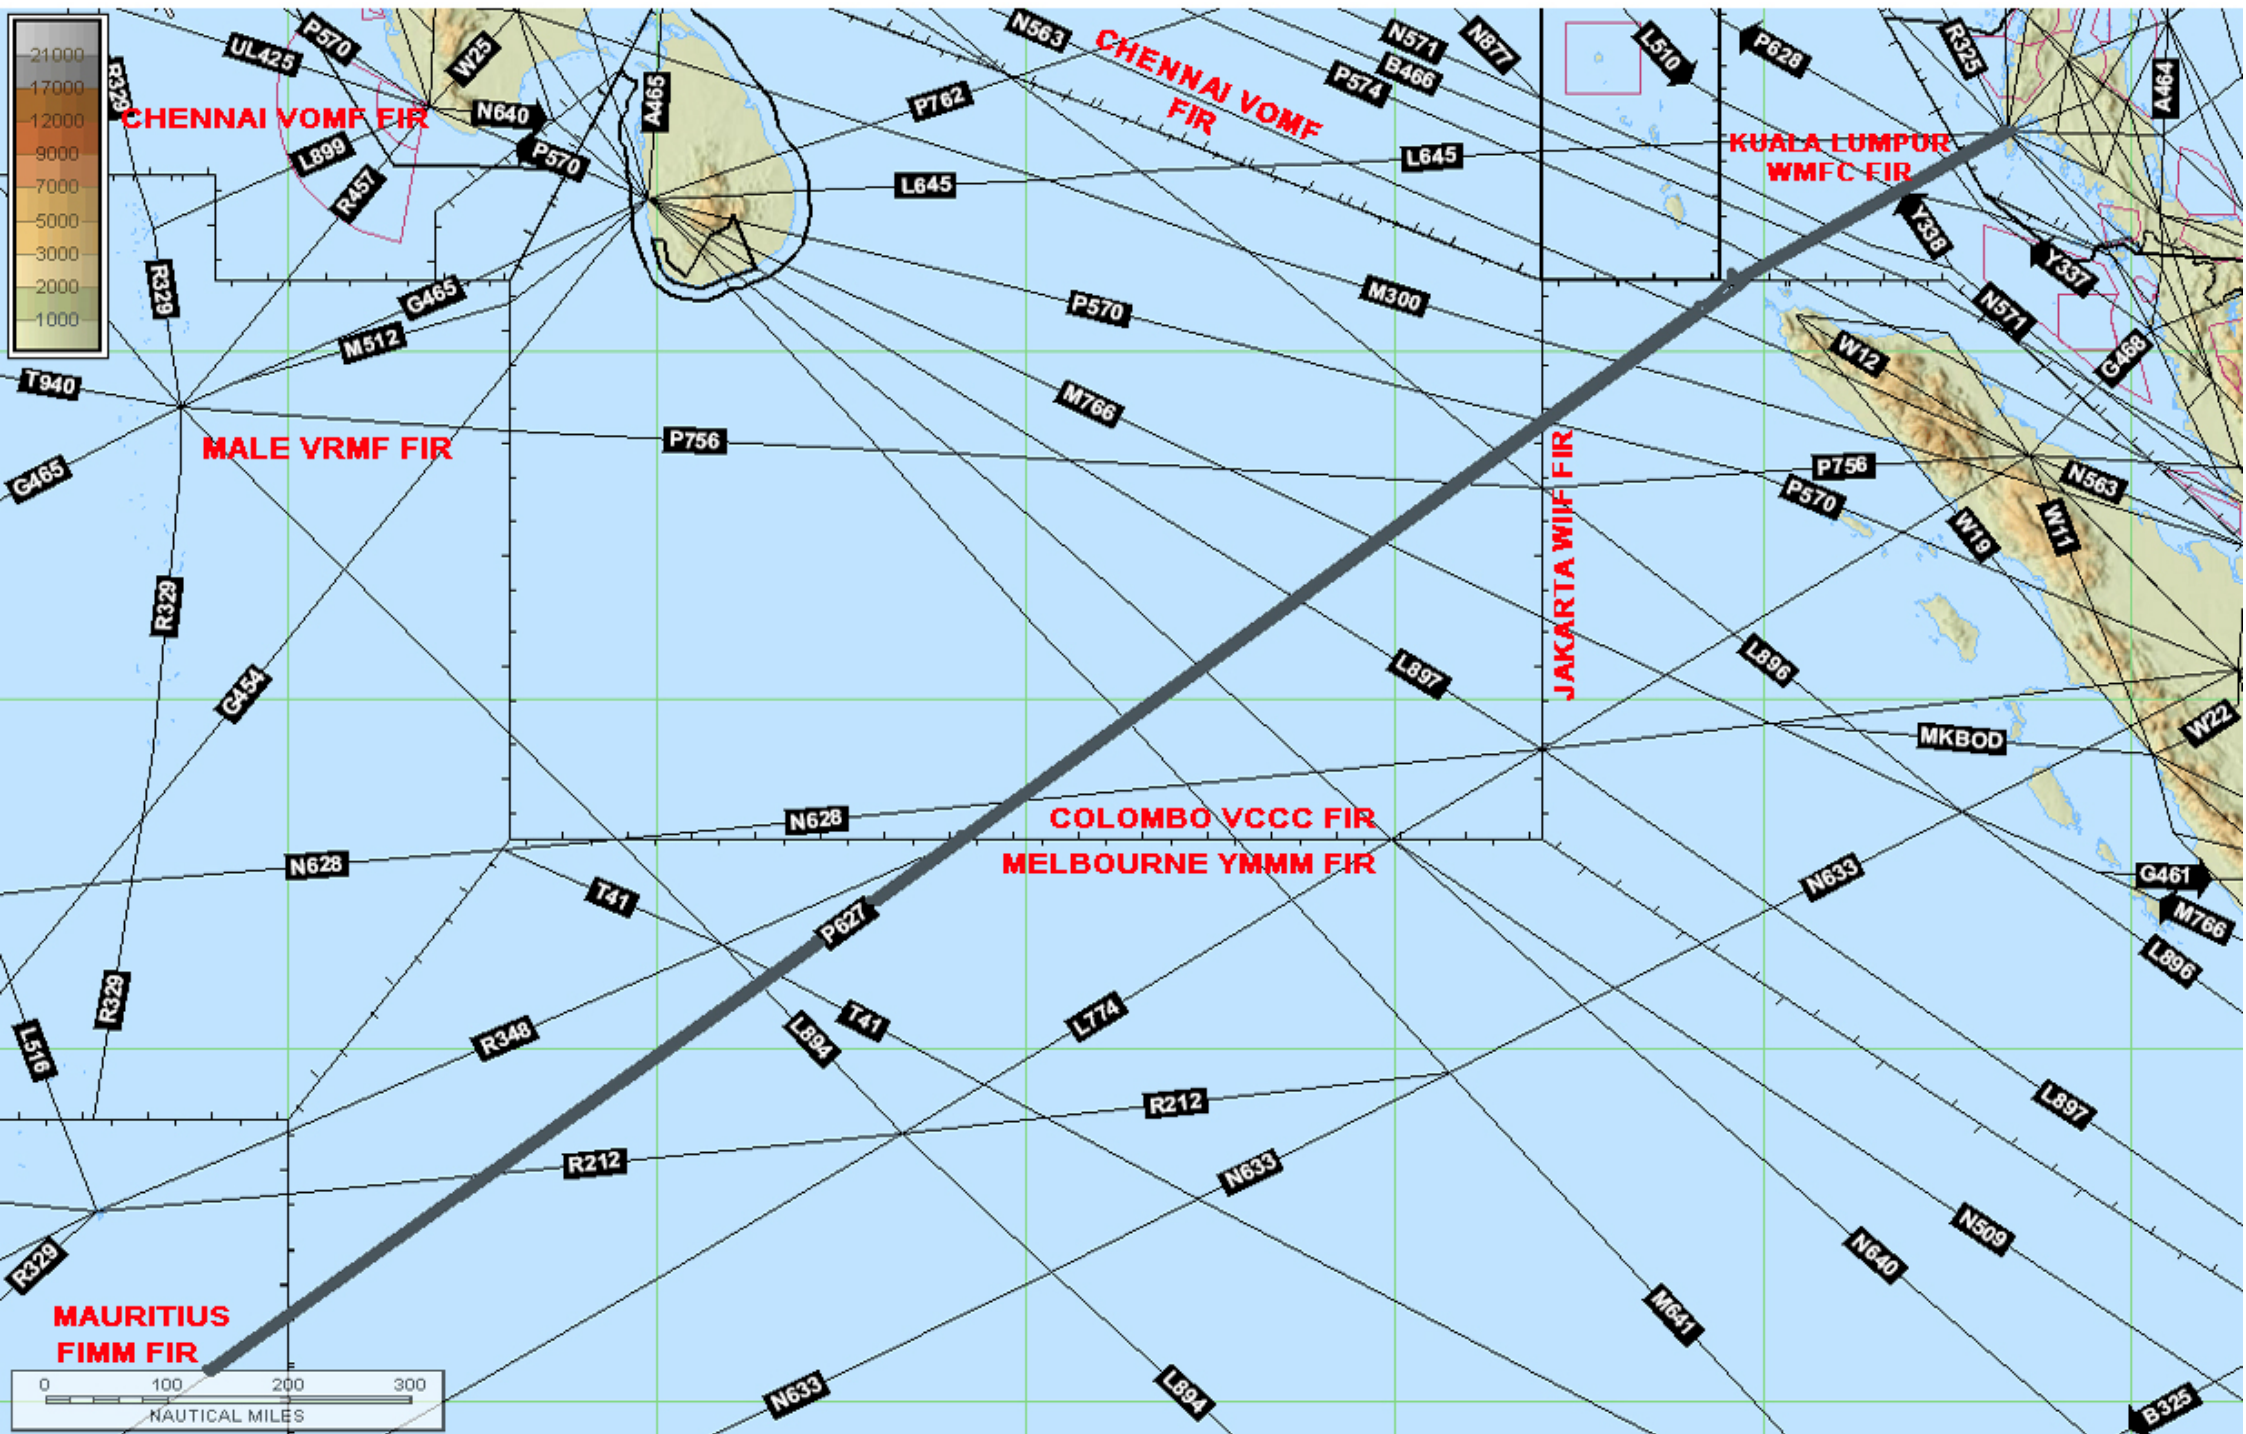 21000
17000
12000
9000
7000
5000
3000
2000
1000
R329
UL425
P570
W25
CHENNAI VOMF FIR
N640
P570
L899
R457
A465
P762
N563
CHENNAI VOMF
FIR
N571
B466
P574
N877
L510
P628
R325
A464
KUALA LUMPUR
WMFC FIR
L645
L645
Y338
Y337
R329
G465
M512
P570
M300
N571
W12
G468
T940
M766
MALE VRMF FIR
P756
P756
P570
N563
G465
JAKARTA WIIF FIR
W19
W11
R329
G454
L897
L896
MKBOD
W22
N628
COLOMBO VCCC FIR
MELBOURNE YMMM FIR
N628
T41
P627
N633
G461
M766
L896
R329
L516
R348
L894
T41
L774
R212
L897
R212
N633
R329
N509
N640
MAURITIUS
FIMM FIR
M641
0 100 200 300
NAUTICAL MILES
N633
L894
B325